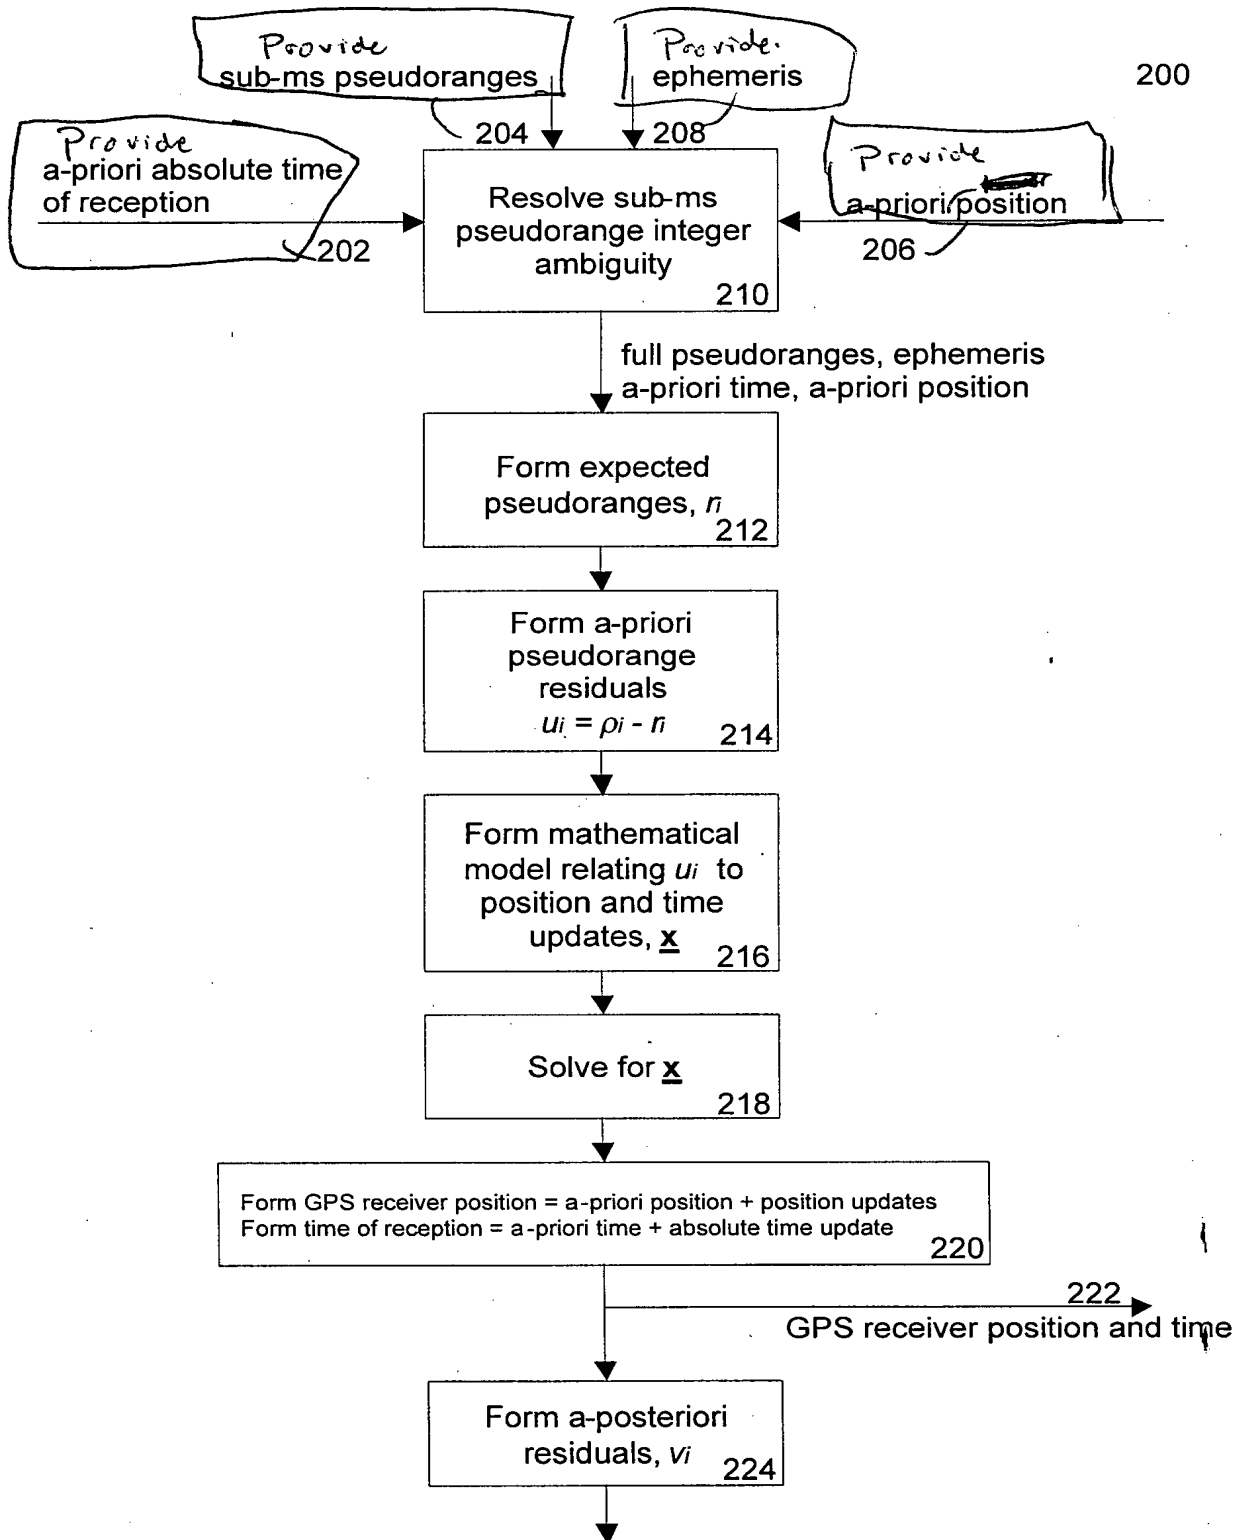 Provide
sub-ms pseudoranges
204
Provide.
ephemeris
208
200
Provide
a-priori absolute time
of reception
202
Provide
a-priori position
206
Resolve sub-ms
pseudorange integer
ambiguity
210
full pseudoranges, ephemeris
a-priori time, a-priori position
Form expected
pseudoranges, ri
212
Form a-priori
pseudorange
residuals
ui = ρi - ri
214
Form mathematical
model relating ui to
position and time
updates, x
216
Solve for x
218
Form GPS receiver position = a-priori position + position updates
Form time of reception = a-priori time + absolute time update
220
222
GPS receiver position and time
Form a-posteriori
residuals, vi
224